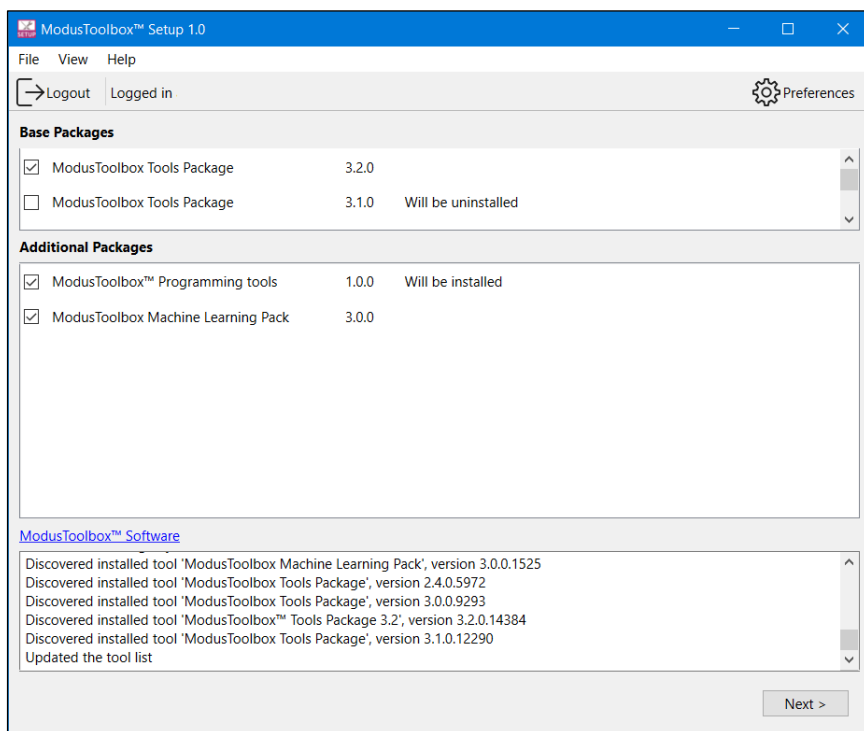 SETUP
ModusToolbox™ Setup 1.0
File View Help
Logout Logged in Preferences
Base Packages
ModusToolbox Tools Package 3.2.0
ModusToolbox Tools Package 3.1.0 Will be uninstalled
Additional Packages
ModusToolbox™ Programming tools 1.0.0 Will be installed
ModusToolbox Machine Learning Pack 3.0.0
ModusToolbox™ Software
Discovered installed tool 'ModusToolbox Machine Learning Pack', version 3.0.0.1525
Discovered installed tool 'ModusToolbox Tools Package', version 2.4.0.5972
Discovered installed tool 'ModusToolbox Tools Package', version 3.0.0.9293
Discovered installed tool 'ModusToolbox™ Tools Package 3.2', version 3.2.0.14384
Discovered installed tool 'ModusToolbox Tools Package', version 3.1.0.12290
Updated the tool list
Next >